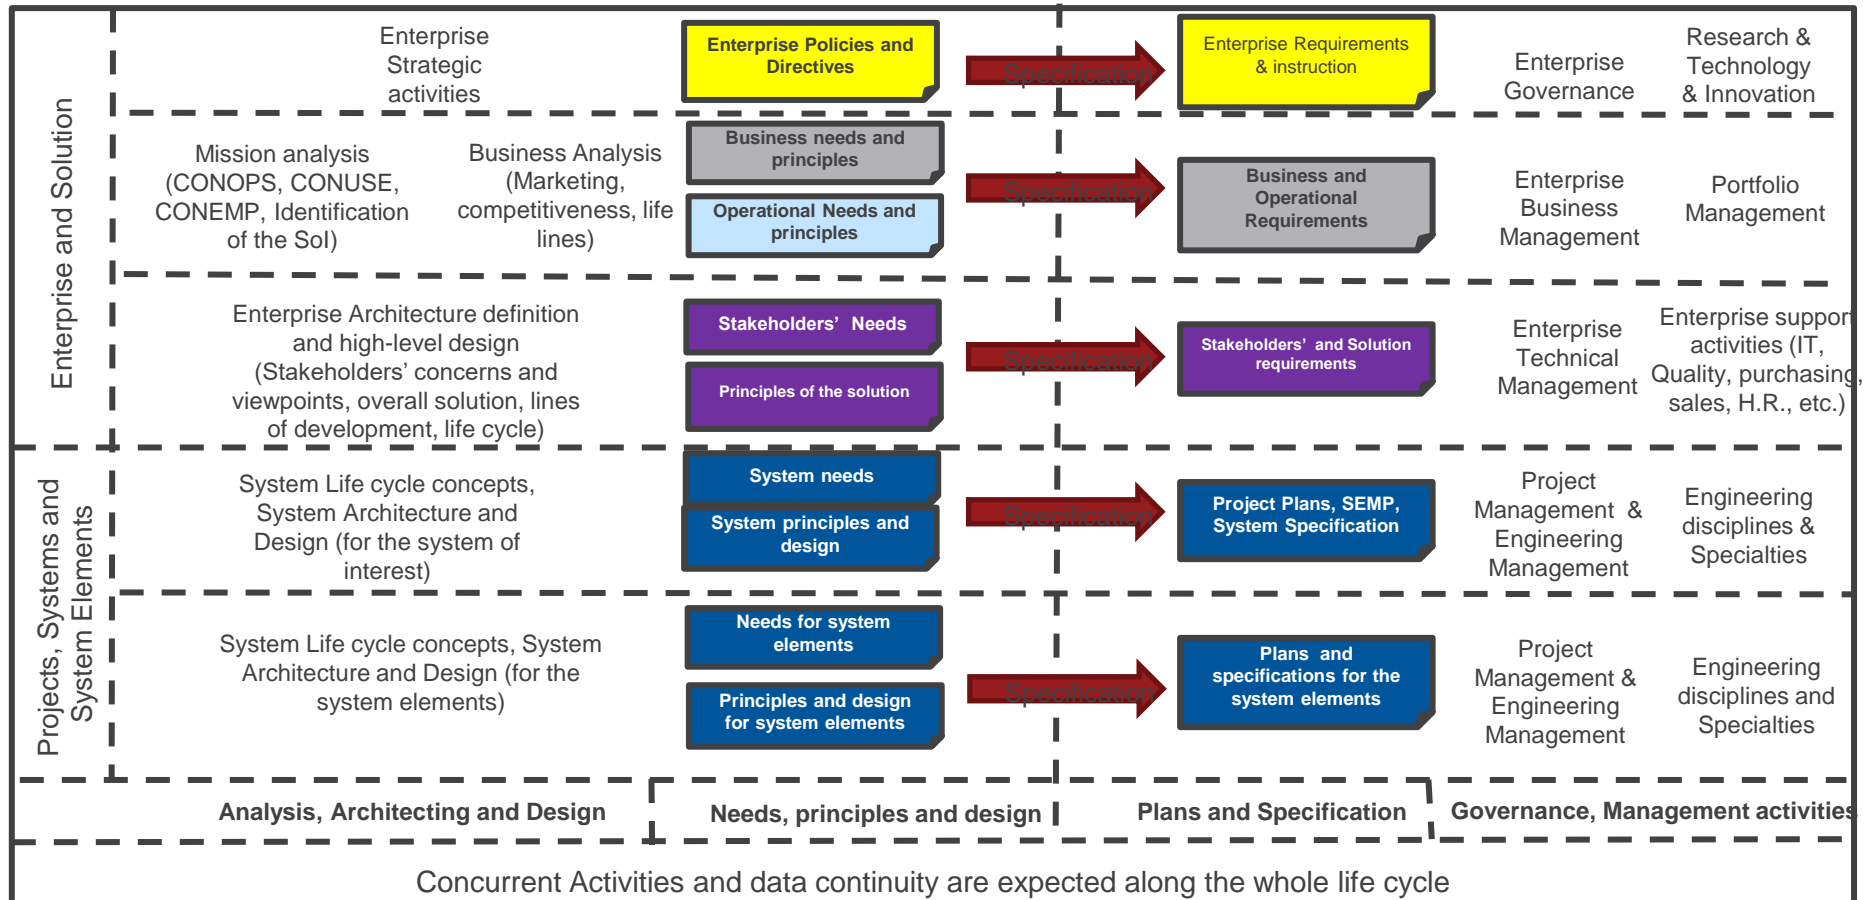 Enterprise and Solution
Enterprise
Strategic
activities
Enterprise Policies and
Directives
Specification
Enterprise Requirements
& instruction
Enterprise
Governance
Research &
Technology
& Innovation
Mission analysis
(CONOPS, CONUSE,
CONEMP, Identification
of the SoI)
Business Analysis
(Marketing,
competitiveness, life
lines)
Business needs and
principles
Operational Needs and
principles
Specification
Business and
Operational
Requirements
Enterprise
Business
Management
Portfolio
Management
Enterprise Architecture definition
and high-level design
(Stakeholders' concerns and
viewpoints, overall solution, lines
of development, life cycle)
Stakeholders' Needs
Principles of the solution
Specification
Stakeholders' and Solution
requirements
Enterprise
Technical
Management
Enterprise support
activities (IT,
Quality, purchasing,
sales, H.R., etc.)
Projects, Systems and
System Elements
System Life cycle concepts,
System Architecture and
Design (for the system of
interest)
System needs
System principles and
design
Specification
Project Plans, SEMP,
System Specification
Project
Management &
Engineering
Management
Engineering
disciplines &
Specialties
System Life cycle concepts, System
Architecture and Design (for the
system elements)
Needs for system
elements
Principles and design
for system elements
Specification
Plans and
specifications for the
system elements
Project
Management &
Engineering
Management
Engineering
disciplines and
Specialties
Analysis, Architecting and Design
Needs, principles and design
Plans and Specification
Governance, Management activities
Concurrent Activities and data continuity are expected along the whole life cycle